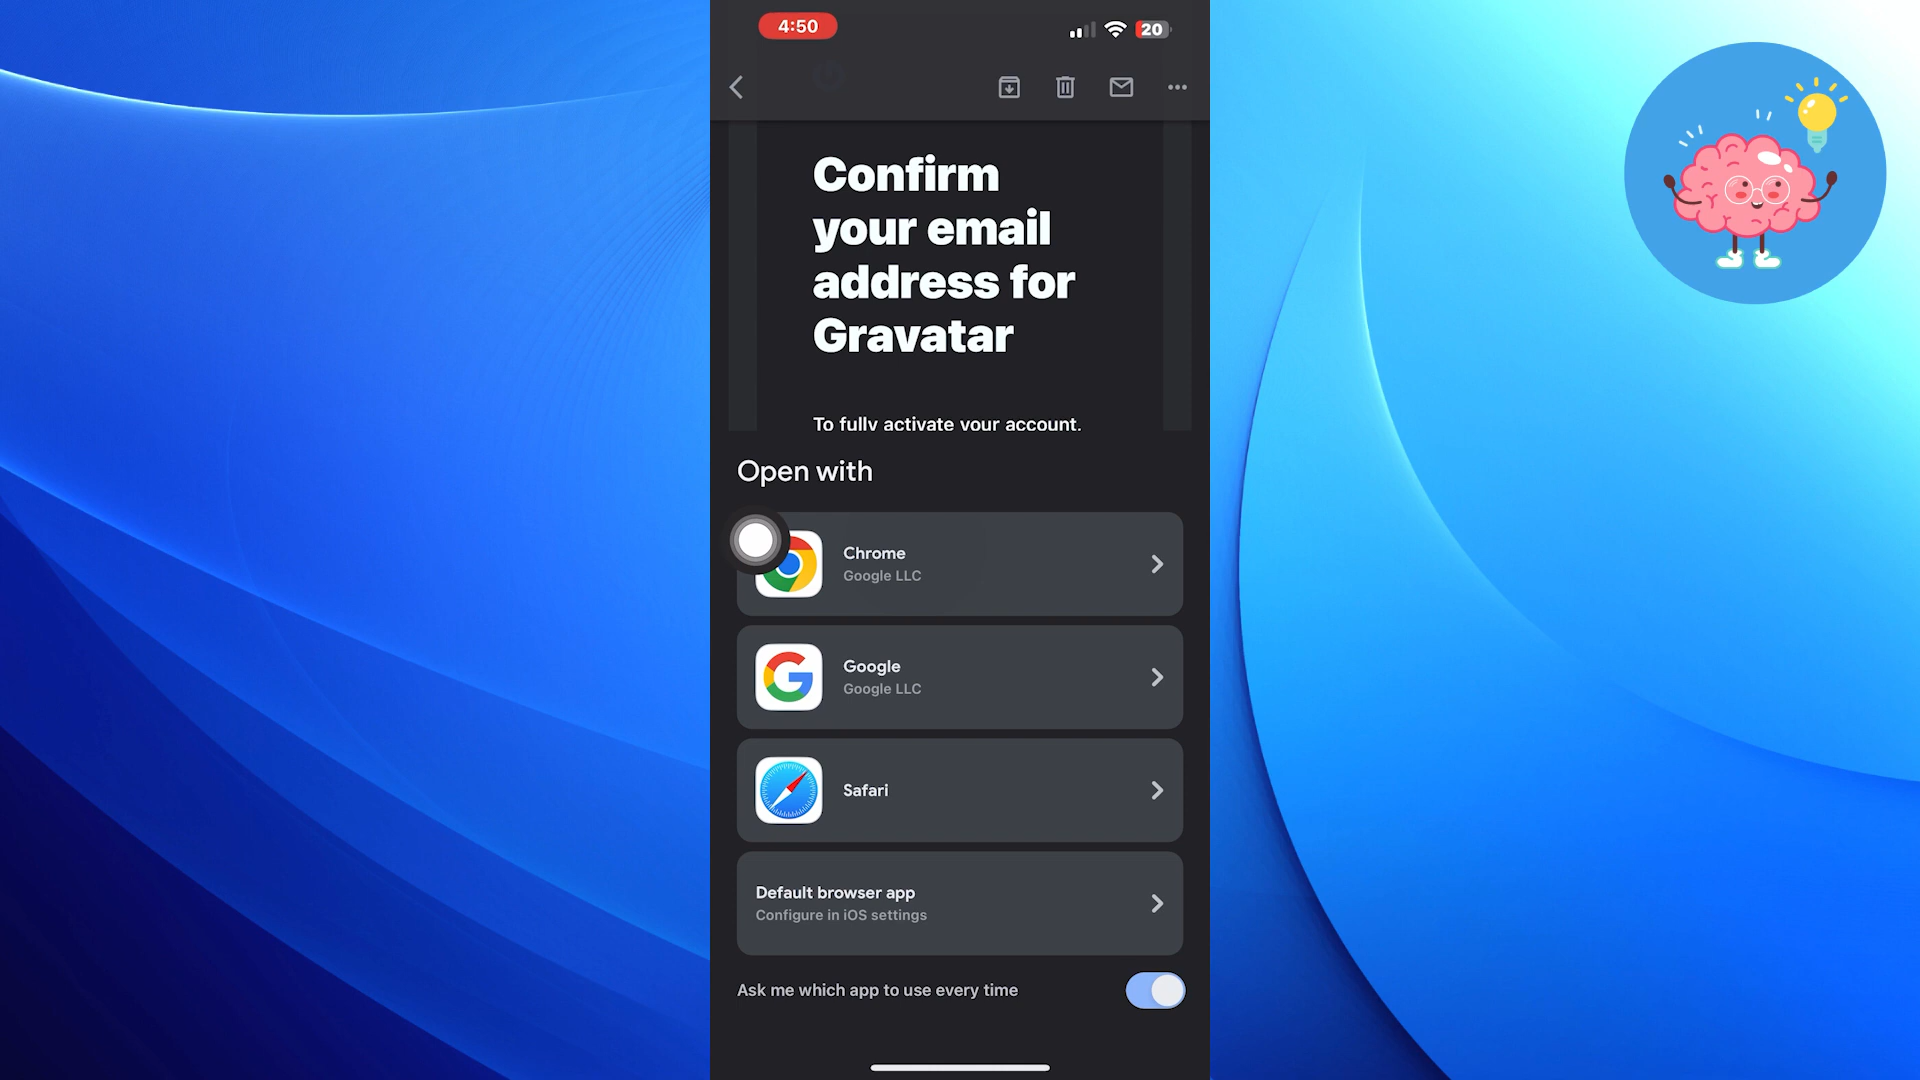 4:50
20
Confirm
your email
address for
Gravatar
To fully activate your account.
Open with
Chrome
Google LLC
Google
Google LLC
Safari
Default browser app
Configure in iOS settings
Ask me which app to use every time